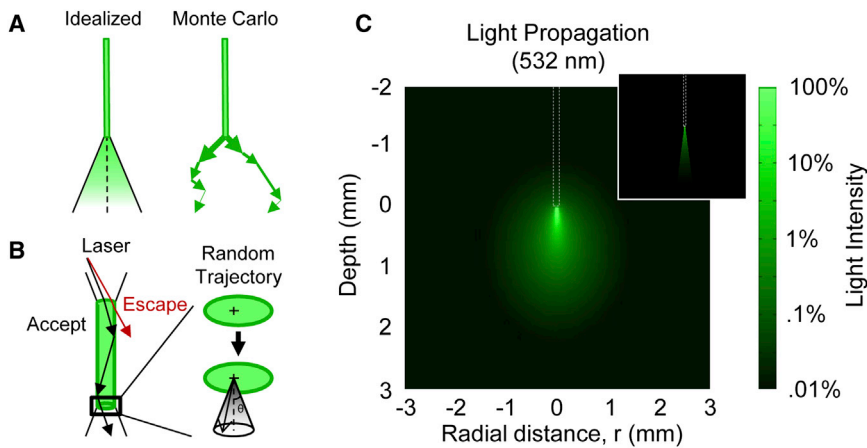 A
Idealized
Monte Carlo
B
Laser
Escape
Accept
Random
Trajectory
θ
C
Light Propagation
(532 nm)
-2
-1
0
1
2
3
Depth (mm)
-3 -2 -1 0 1 2 3
Radial distance, r (mm)
100%
10%
1%
.1%
.01%
Light Intensity